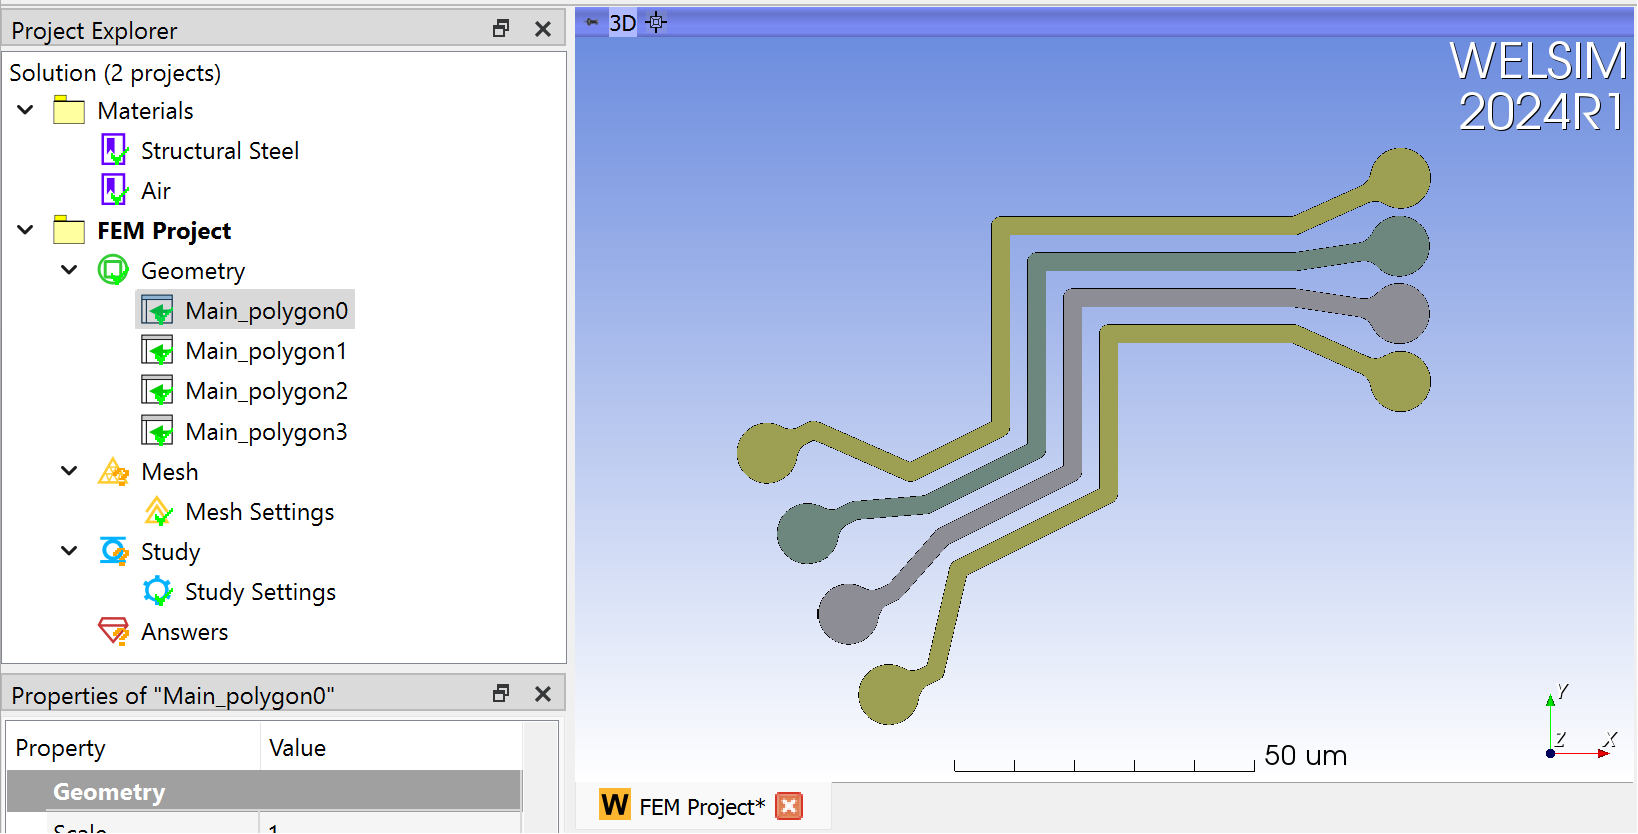 Project Explorer
Solution (2 projects)
Materials
Structural Steel
Air
FEM Project
Geometry
Main_polygon0
Main_polygon1
Main_polygon2
Main_polygon3
Mesh
Mesh Settings
Study
Study Settings
Answers
Properties of "Main_polygon0"
Property Value
Geometry
Scale 1
3D
WELSIM
2024R1
Y
Z X
50 um
W FEM Project*